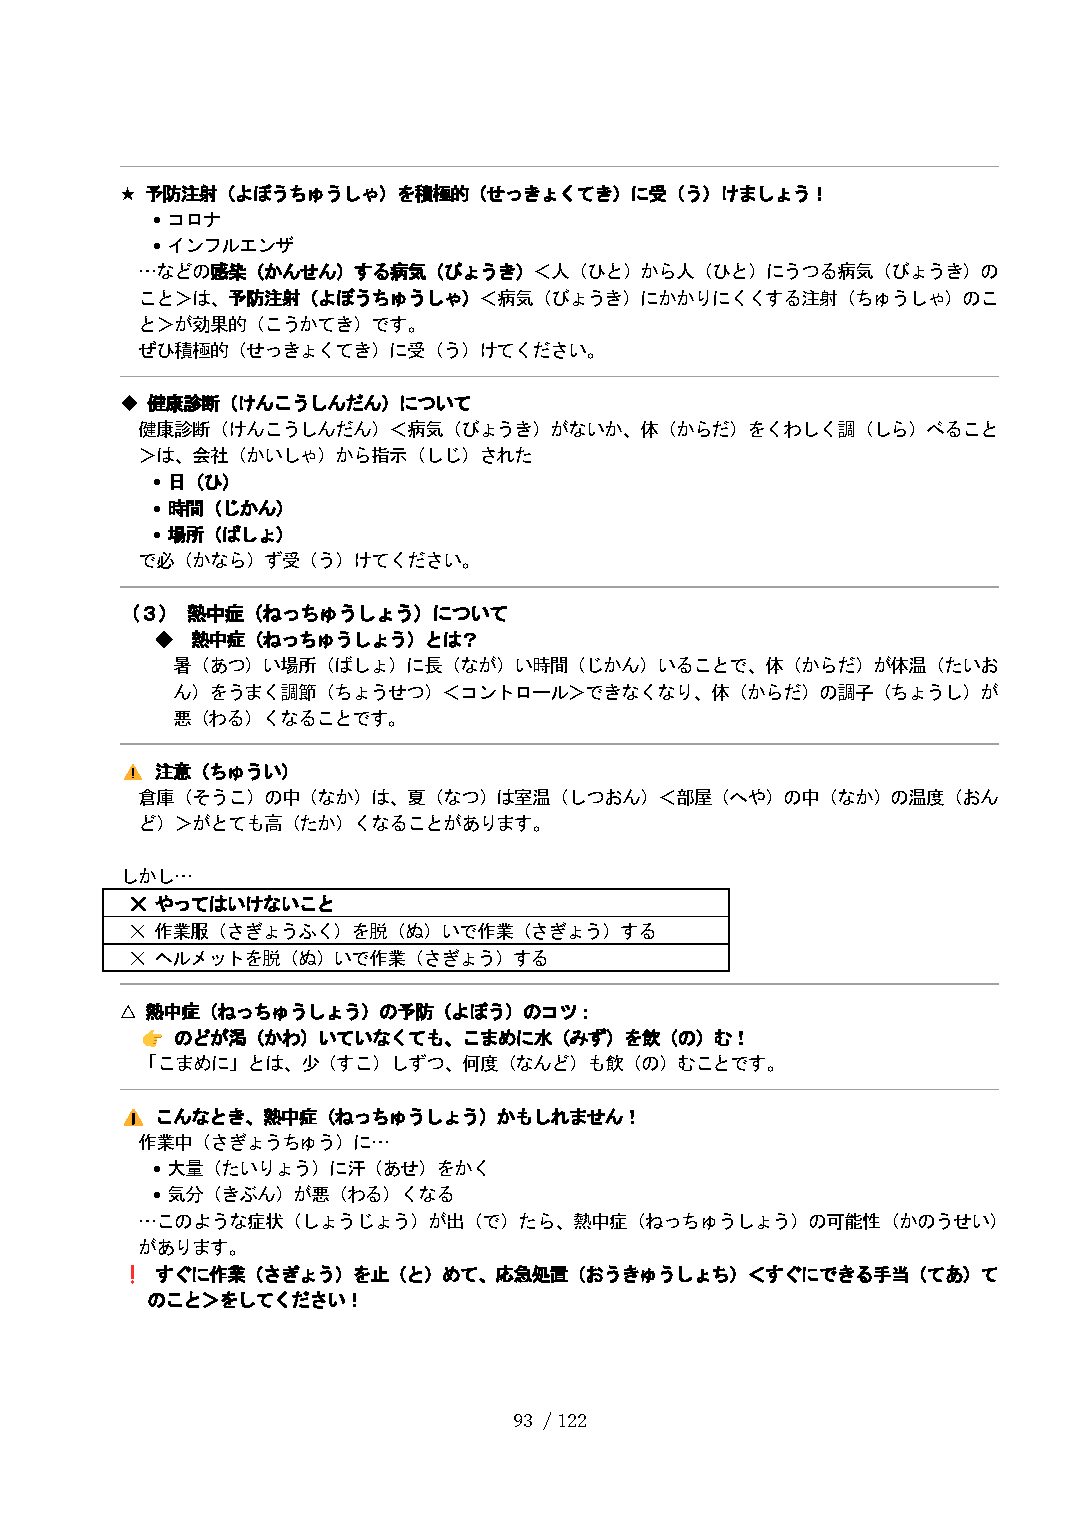 ★ 予防注射（よぼうちゅうしゃ）を積極的（せっきょくてき）に受（う）けましょう！
• コロナ
• インフルエンザ
…などの感染（かんせん）する病気（びょうき）＜人（ひと）から人（ひと）にうつる病気（びょうき）の
こと＞は、予防注射（よぼうちゅうしゃ）＜病気（びょうき）にかかりにくくする注射（ちゅうしゃ）のこ
と＞が効果的（こうかてき）です。
ぜひ積極的（せっきょくてき）に受（う）けてください。
◆ 健康診断（けんこうしんだん）について
健康診断（けんこうしんだん）＜病気（びょうき）がないか、体（からだ）をくわしく調（しら）べること
＞は、会社（かいしゃ）から指示（しじ）された
• 日（ひ）
• 時間（じかん）
• 場所（ばしょ）
で必（かなら）ず受（う）けてください。
（３） 熱中症（ねっちゅうしょう）について
◆ 熱中症（ねっちゅうしょう）とは？
暑（あつ）い場所（ばしょ）に長（なが）い時間（じかん）いることで、体（からだ）が体温（たいお
ん）をうまく調節（ちょうせつ）＜コントロール＞できなくなり、体（からだ）の調子（ちょうし）が
悪（わる）くなることです。
⚠ 注意（ちゅうい）
倉庫（そうこ）の中（なか）は、夏（なつ）は室温（しつおん）＜部屋（へや）の中（なか）の温度（おん
ど）＞がとても高（たか）くなることがあります。
しかし…
✕ やってはいけないこと
✕ 作業服（さぎょうふく）を脱（ぬ）いで作業（さぎょう）する
✕ ヘルメットを脱（ぬ）いで作業（さぎょう）する
△ 熱中症（ねっちゅうしょう）の予防（よぼう）のコツ：
👉 のどが渇（かわ）いていなくても、こまめに水（みず）を飲（の）む！
「こまめに」とは、少（すこ）しずつ、何度（なんど）も飲（の）むことです。
⚠ こんなとき、熱中症（ねっちゅうしょう）かもしれません！
作業中（さぎょうちゅう）に…
• 大量（たいりょう）に汗（あせ）をかく
• 気分（きぶん）が悪（わる）くなる
…このような症状（しょうじょう）が出（で）たら、熱中症（ねっちゅうしょう）の可能性（かのうせい）
があります。
❗ すぐに作業（さぎょう）を止（と）めて、応急処置（おうきゅうしょち）＜すぐにできる手当（てあ）て
のこと＞をしてください！
93 / 122